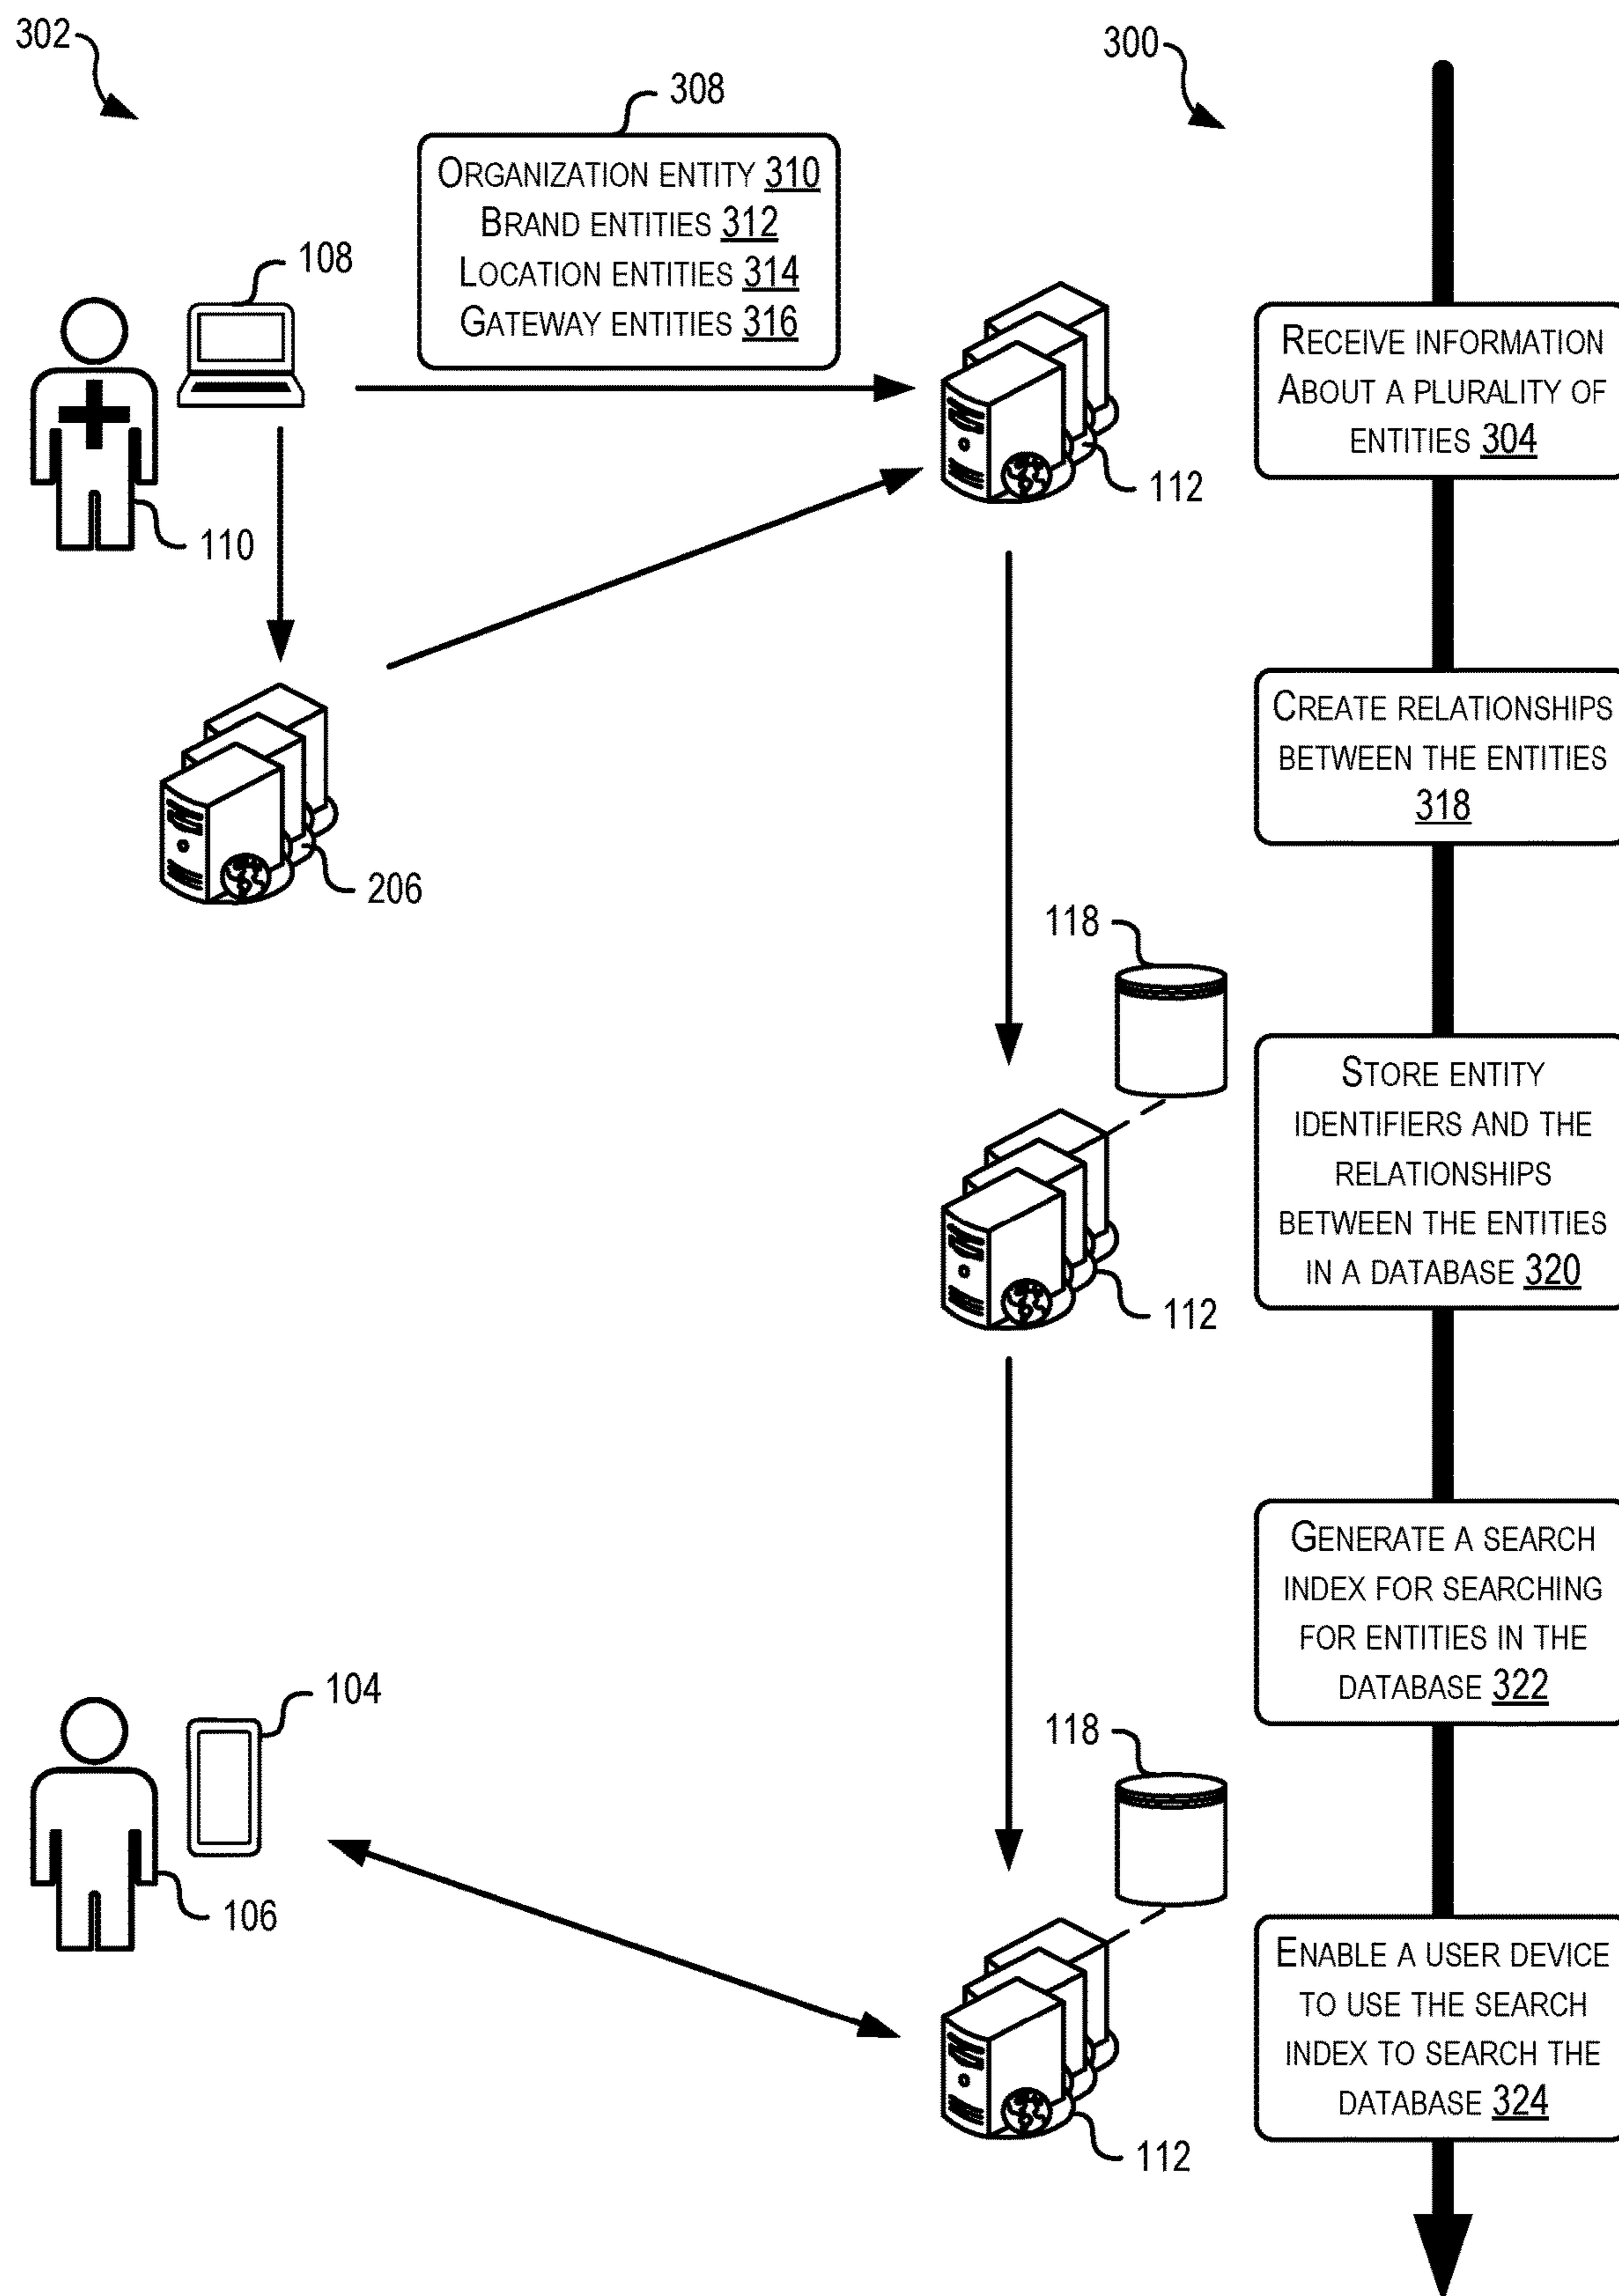 302
300
308
ORGANIZATION ENTITY 310
BRAND ENTITIES 312
LOCATION ENTITIES 314
GATEWAY ENTITIES 316
108
110
112
RECEIVE INFORMATION
ABOUT A PLURALITY OF
ENTITIES 304
206
CREATE RELATIONSHIPS
BETWEEN THE ENTITIES
318
118
112
STORE ENTITY
IDENTIFIERS AND THE
RELATIONSHIPS
BETWEEN THE ENTITIES
IN A DATABASE 320
GENERATE A SEARCH
INDEX FOR SEARCHING
FOR ENTITIES IN THE
DATABASE 322
104
106
118
112
ENABLE A USER DEVICE
TO USE THE SEARCH
INDEX TO SEARCH THE
DATABASE 324